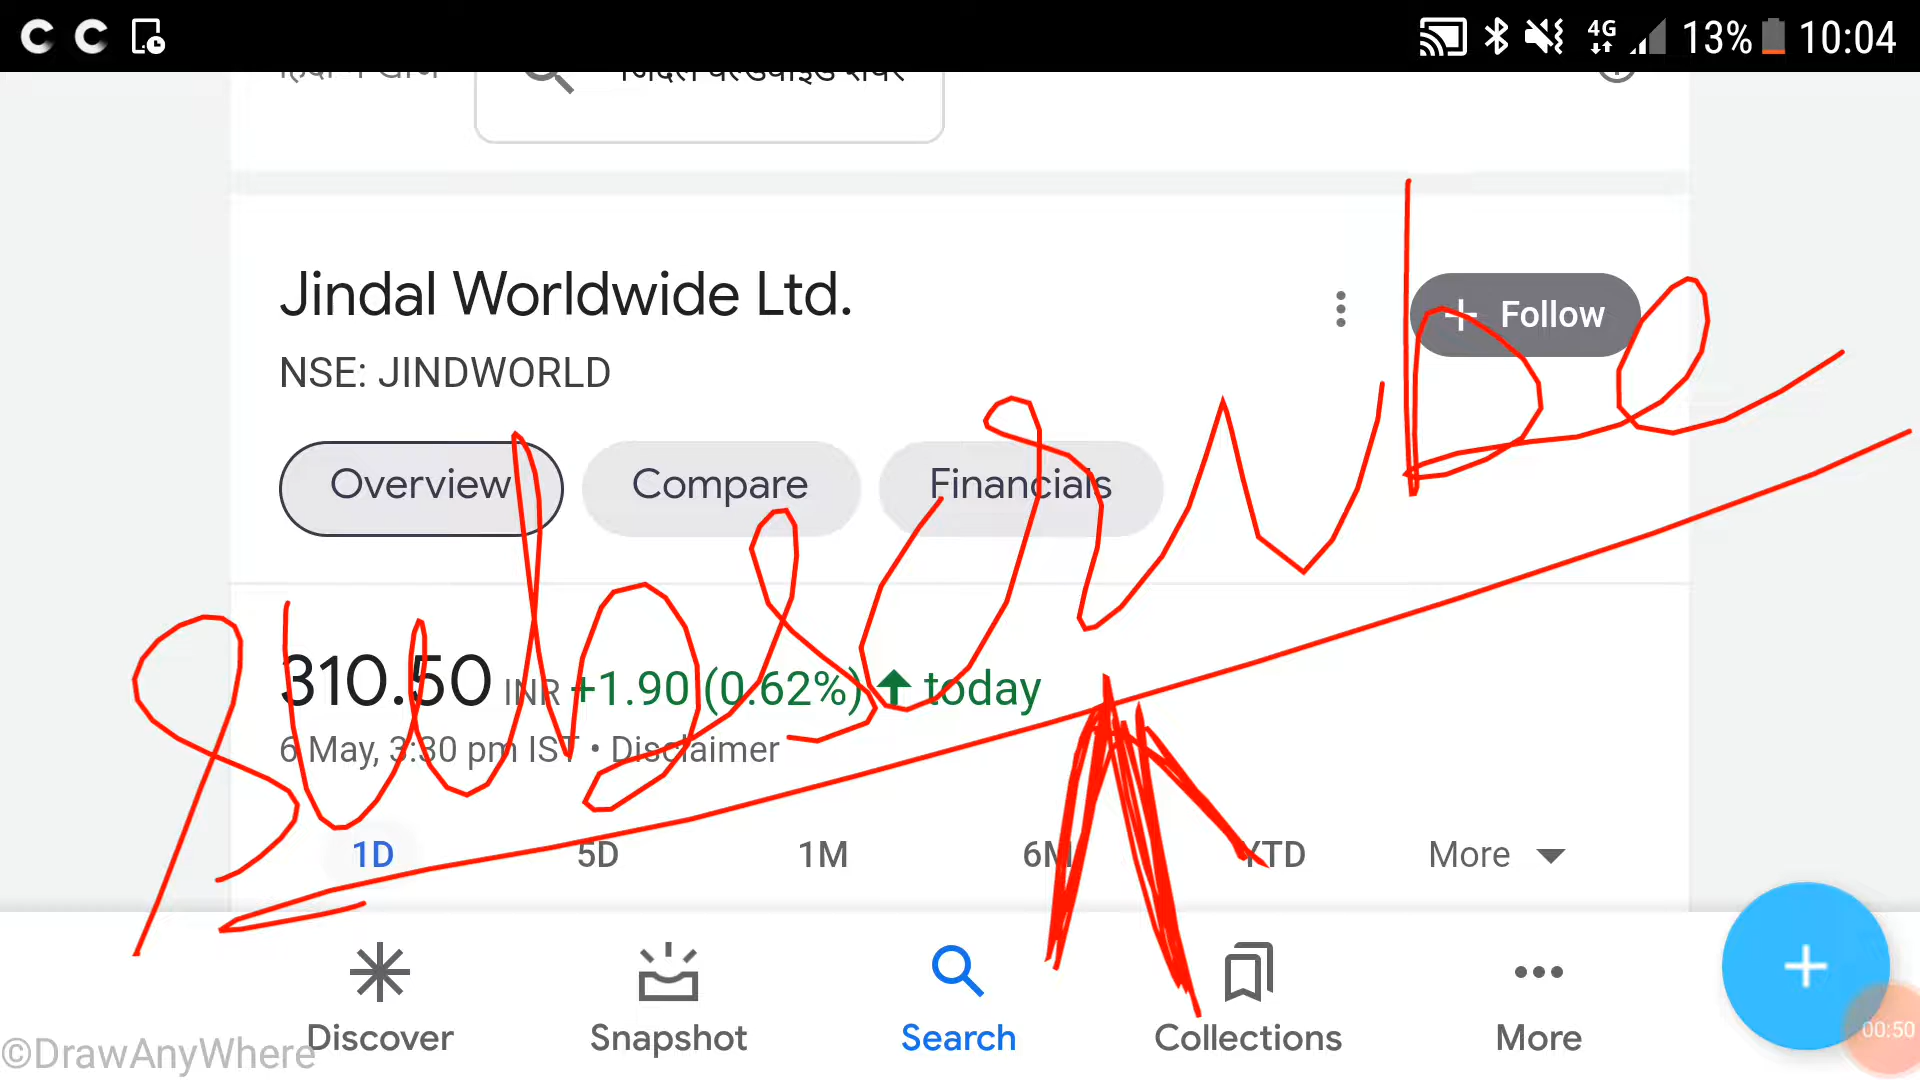 4G 13% 10:04
Jindal Worldwide Ltd.
+ Follow
NSE: JINDWORLD
Overview Compare Financials
310.50 INR +1.90 (0.62%) today
6 May, 3:30 pm IST • Disclaimer
1D 5D 1M 6M YTD More
Discover Snapshot Search Collections More
00:50
©DrawAnyWhere